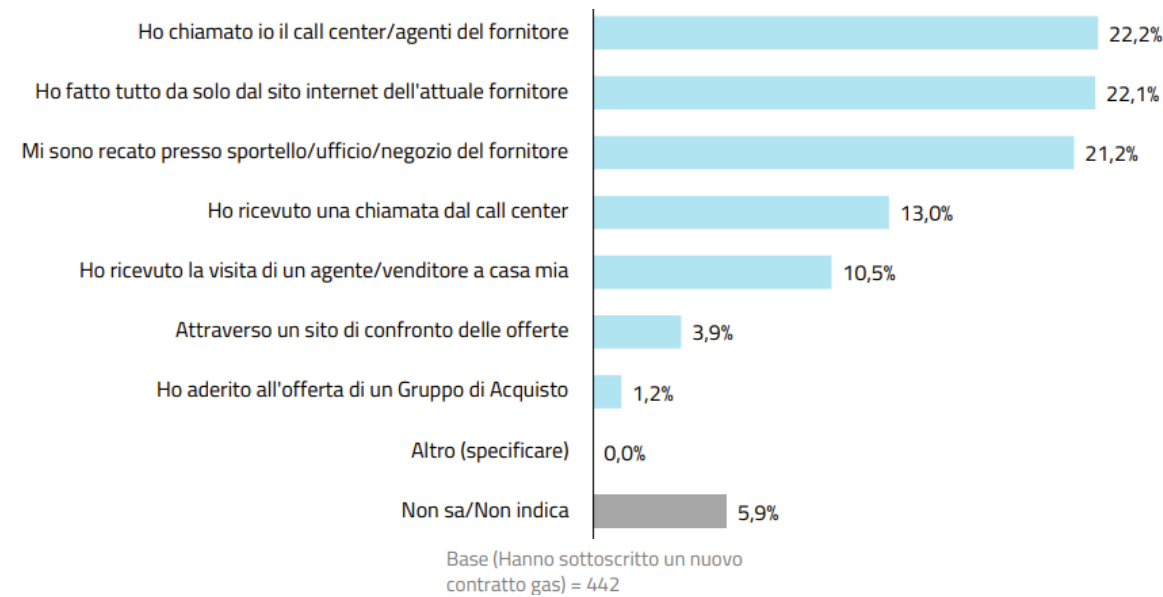 Ho chiamato io il call center/agenti del fornitore 22,2%
Ho fatto tutto da solo dal sito internet dell'attuale fornitore 22,1%
Mi sono recato presso sportello/ufficio/negozio del fornitore 21,2%
Ho ricevuto una chiamata dal call center 13,0%
Ho ricevuto la visita di un agente/venditore a casa mia 10,5%
Attraverso un sito di confronto delle offerte 3,9%
Ho aderito all'offerta di un Gruppo di Acquisto 1,2%
Altro (specificare) 0,0%
Non sa/Non indica 5,9%
Base (Hanno sottoscritto un nuovo
contratto gas) = 442